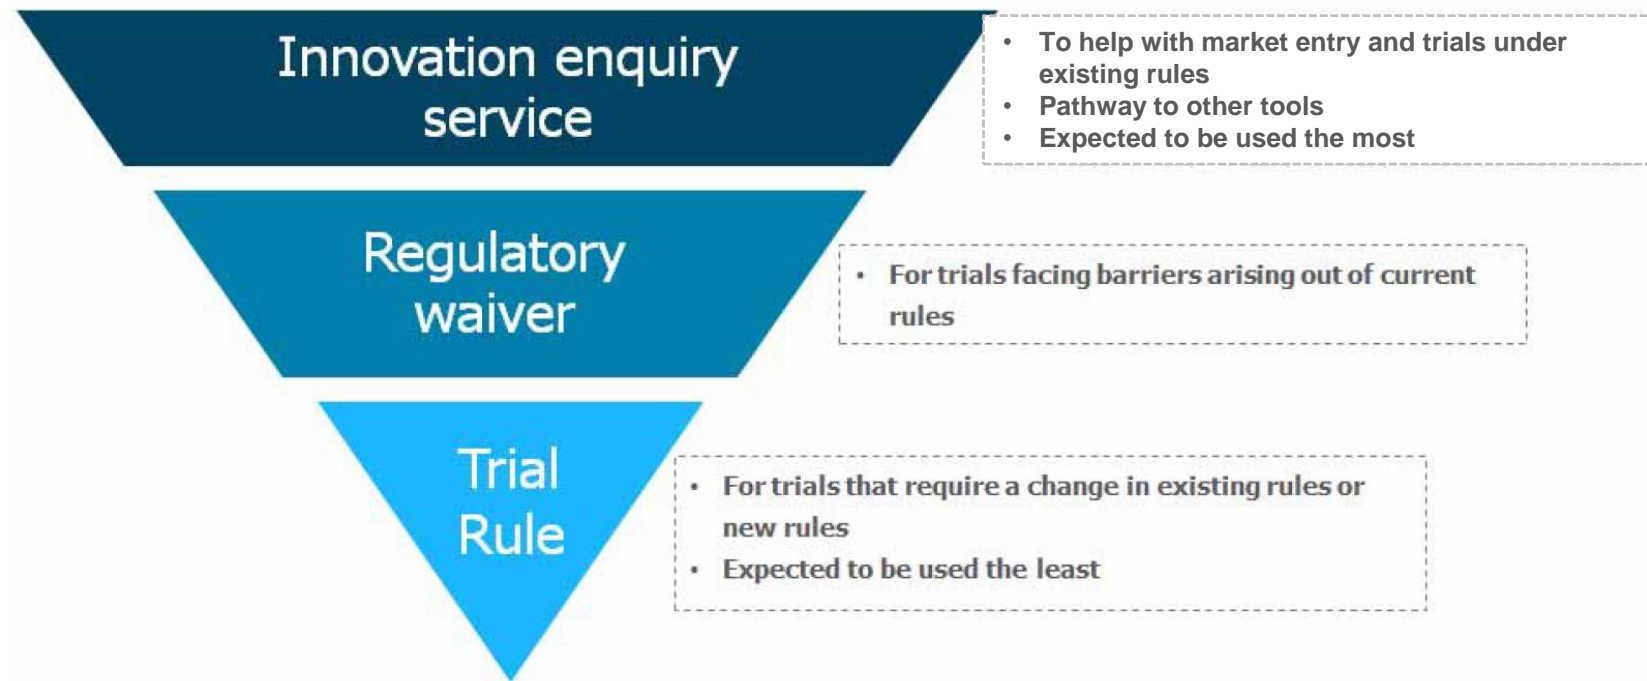 Innovation enquiry
service
• To help with market entry and trials under
existing rules
• Pathway to other tools
• Expected to be used the most
Regulatory
waiver
• For trials facing barriers arising out of current
rules
Trial
Rule
• For trials that require a change in existing rules or
new rules
• Expected to be used the least